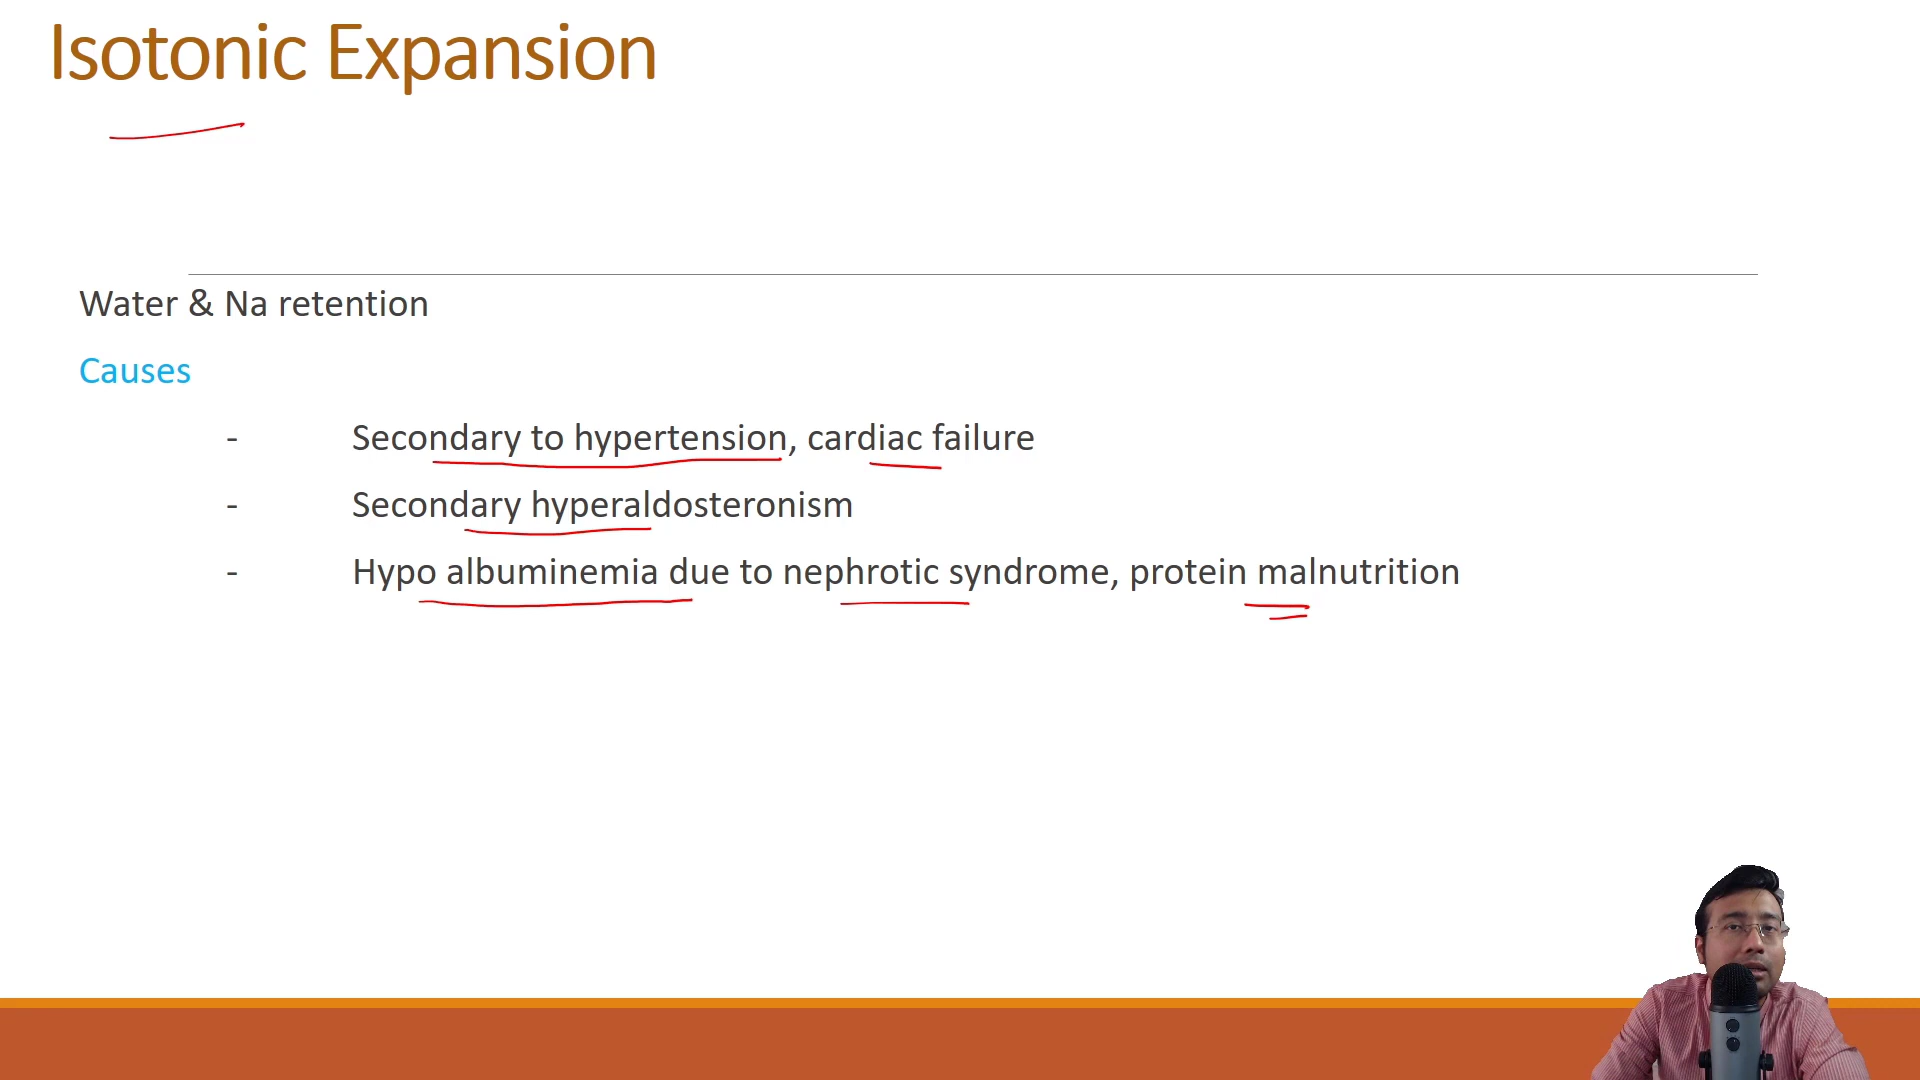 Isotonic Expansion
Water & Na retention
Causes
- Secondary to hypertension, cardiac failure
- Secondary hyperaldosteronism
- Hypo albuminemia due to nephrotic syndrome, protein malnutrition